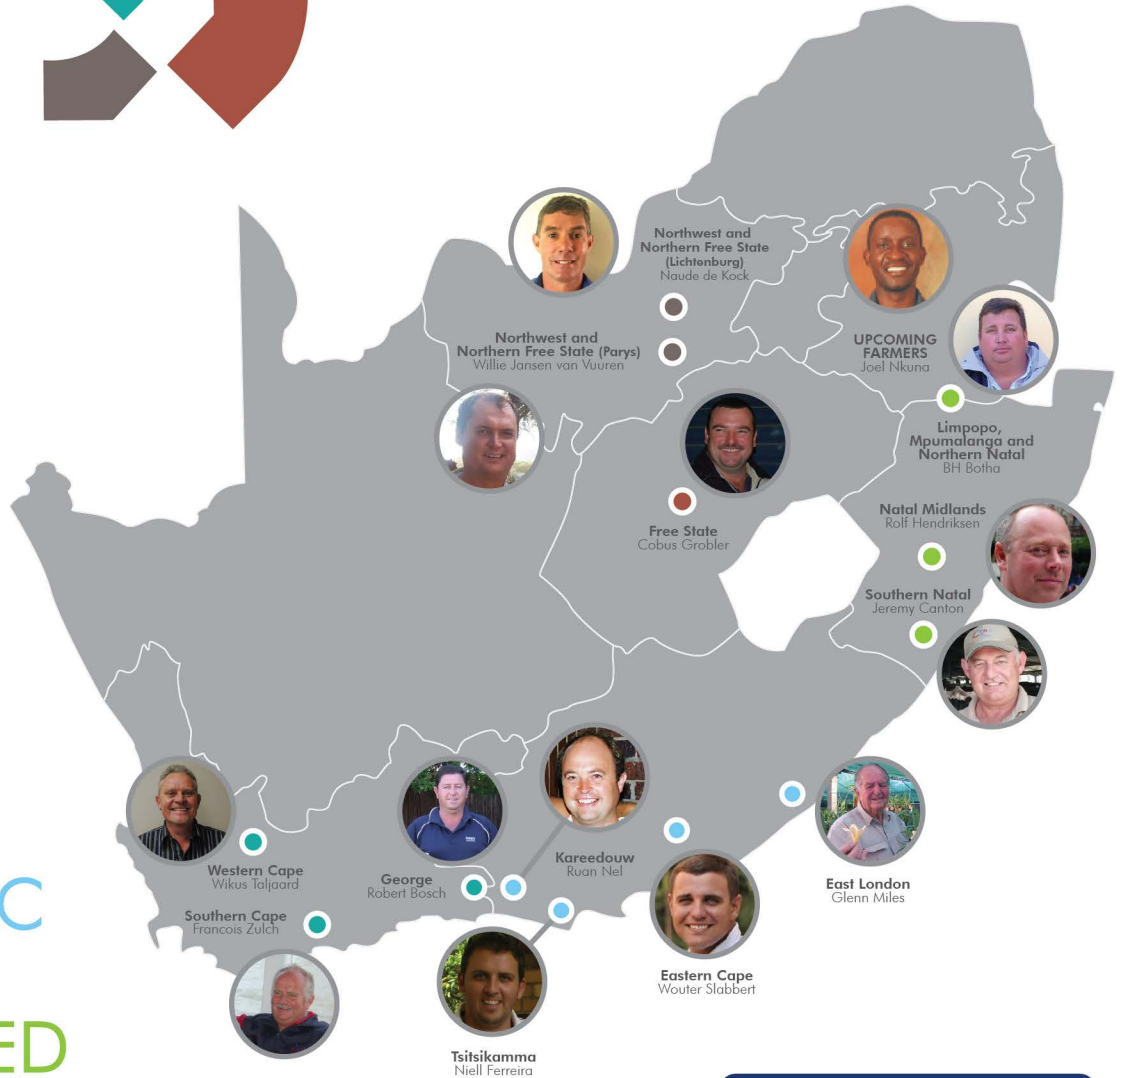 Northwest and
Northern Free State
(Lichtenburg)
Naude de Kock
Northwest and
Northern Free State (Parys)
Willie Jansen van Vuuren
UPCOMING
FARMERS
Joel Nkuna
Limpopo,
Mpumalanga and
Northern Natal
BH Botha
Free State
Cobus Grobler
Natal Midlands
Rolf Hendriksen
Southern Natal
Jeremy Canton
Western Cape
Wikus Taljaard
George
Robert Bosch
Kareedouw
Ruan Nel
East London
Glenn Miles
Southern Cape
Francois Zulch
Eastern Cape
Wouter Slabbert
Tsitsikamma
Niell Ferreira
C
ED